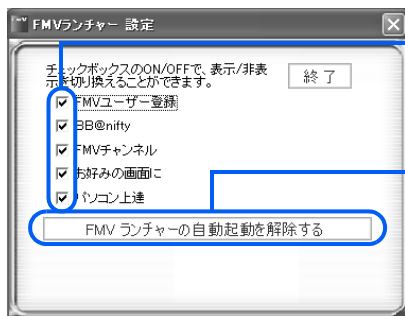 FMVランチャー 設定
チェックボックスのON/OFFで、表示/非表
示を切り換えることができます。
終了
FMVユーザー登録
BB@nifty
FMVチャンネル
お好みの画面に
パソコン上達
FMV ランチャーの自動起動を解除する